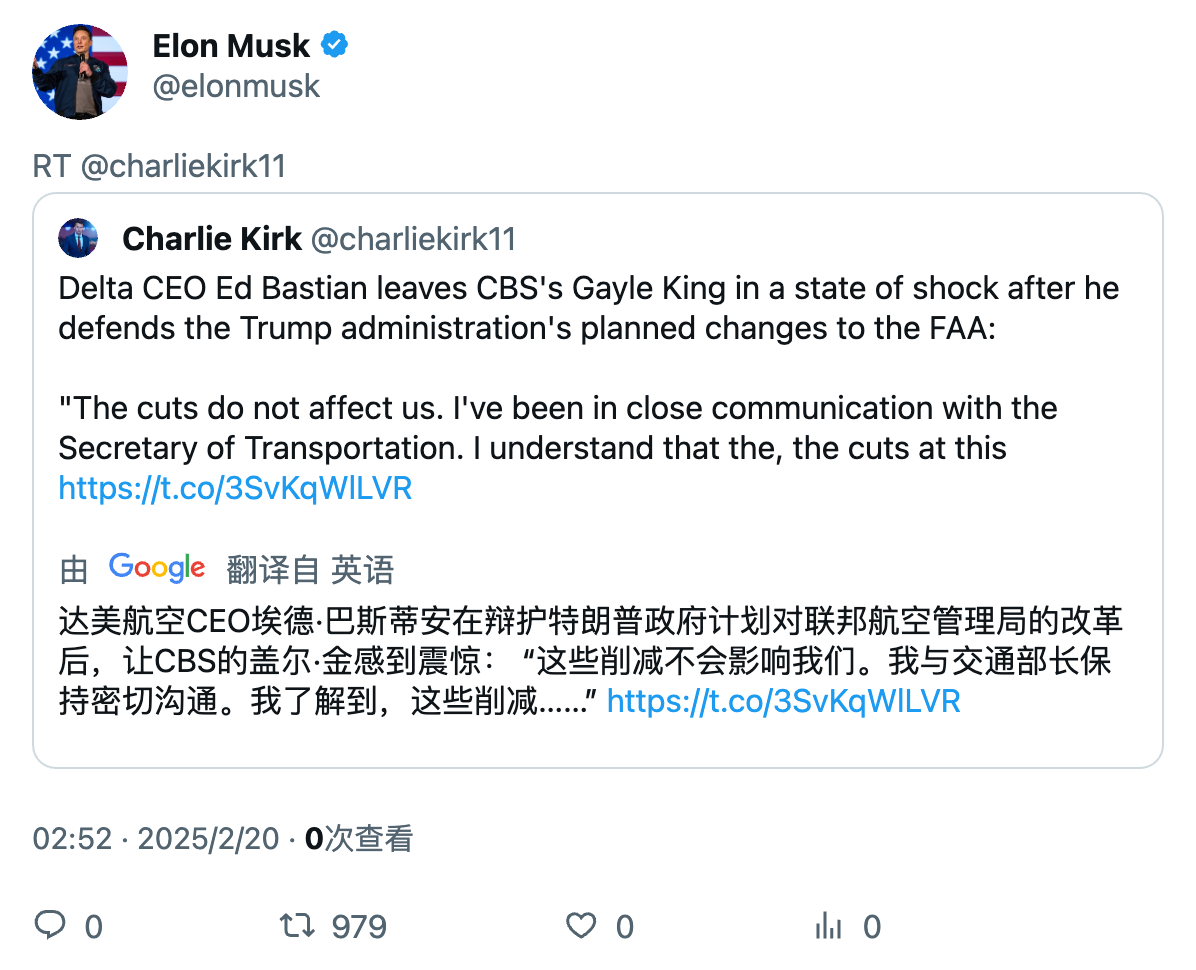 Elon Musk
@elonmusk
RT @charliekirk11
Charlie Kirk @charliekirk11
Delta CEO Ed Bastian leaves CBS's Gayle King in a state of shock after he
defends the Trump administration's planned changes to the FAA:
"The cuts do not affect us. I've been in close communication with the
Secretary of Transportation. I understand that the, the cuts at this
https://t.co/3SvKqWlLVR
由 Google 翻译自 英语
达美航空CEO埃德·巴斯蒂安在辩护特朗普政府计划对联邦航空管理局的改革
后，让CBS的盖尔·金感到震惊：“这些削减不会影响我们。我与交通部长保
持密切沟通。我了解到，这些削减……” https://t.co/3SvKqWlLVR
02:52 · 2025/2/20 · 0次查看
0 979 0 0